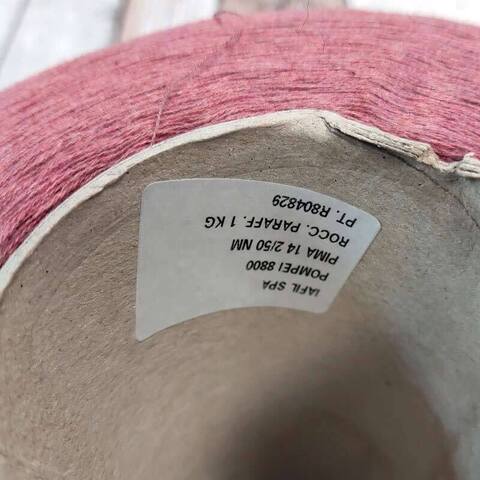 IAFIL SPA
POMPEI 8800
PIMA 14 2/50 NM
ROCC. PARAFF. 1 KG
PT. R804829